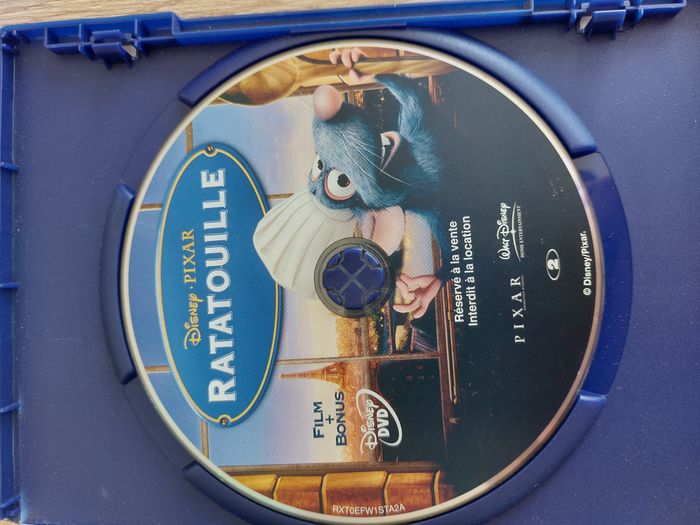 DISNEY · PIXAR
RATATOUILLE
FILM
+
BONUS
DISNEY
DVD
Réservé à la vente
Interdit à la location
WALT DISNEY
HOME ENTERTAINMENT
PIXAR
2
© Disney/Pixar.
RXT0EFW1STA2A